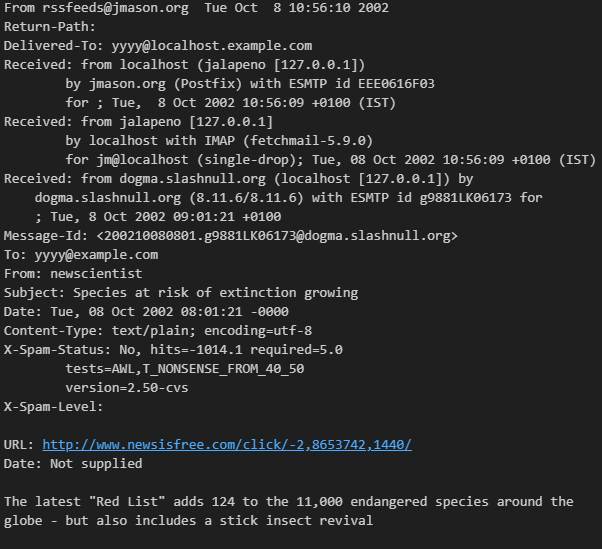 From rssfeeds@jmason.org  Tue Oct  8 10:56:10 2002
Return-Path:
Delivered-To: yyyy@localhost.example.com
Received: from localhost (jalapeno [127.0.0.1])
        by jmason.org (Postfix) with ESMTP id EEE0616F03
        for ; Tue,  8 Oct 2002 10:56:09 +0100 (IST)
Received: from jalapeno [127.0.0.1]
        by localhost with IMAP (fetchmail-5.9.0)
        for jm@localhost (single-drop); Tue, 08 Oct 2002 10:56:09 +0100 (IST)
Received: from dogma.slashnull.org (localhost [127.0.0.1]) by
    dogma.slashnull.org (8.11.6/8.11.6) with ESMTP id g9881LK06173 for
    ; Tue, 8 Oct 2002 09:01:21 +0100
Message-Id: <200210080801.g9881LK06173@dogma.slashnull.org>
To: yyyy@example.com
From: newscientist
Subject: Species at risk of extinction growing
Date: Tue, 08 Oct 2002 08:01:21 -0000
Content-Type: text/plain; encoding=utf-8
X-Spam-Status: No, hits=-1014.1 required=5.0
        tests=AWL,T_NONSENSE_FROM_40_50
        version=2.50-cvs
X-Spam-Level:

URL: http://www.newsisfree.com/click/-2,8653742,1440/
Date: Not supplied

The latest "Red List" adds 124 to the 11,000 endangered species around the
globe - but also includes a stick insect revival